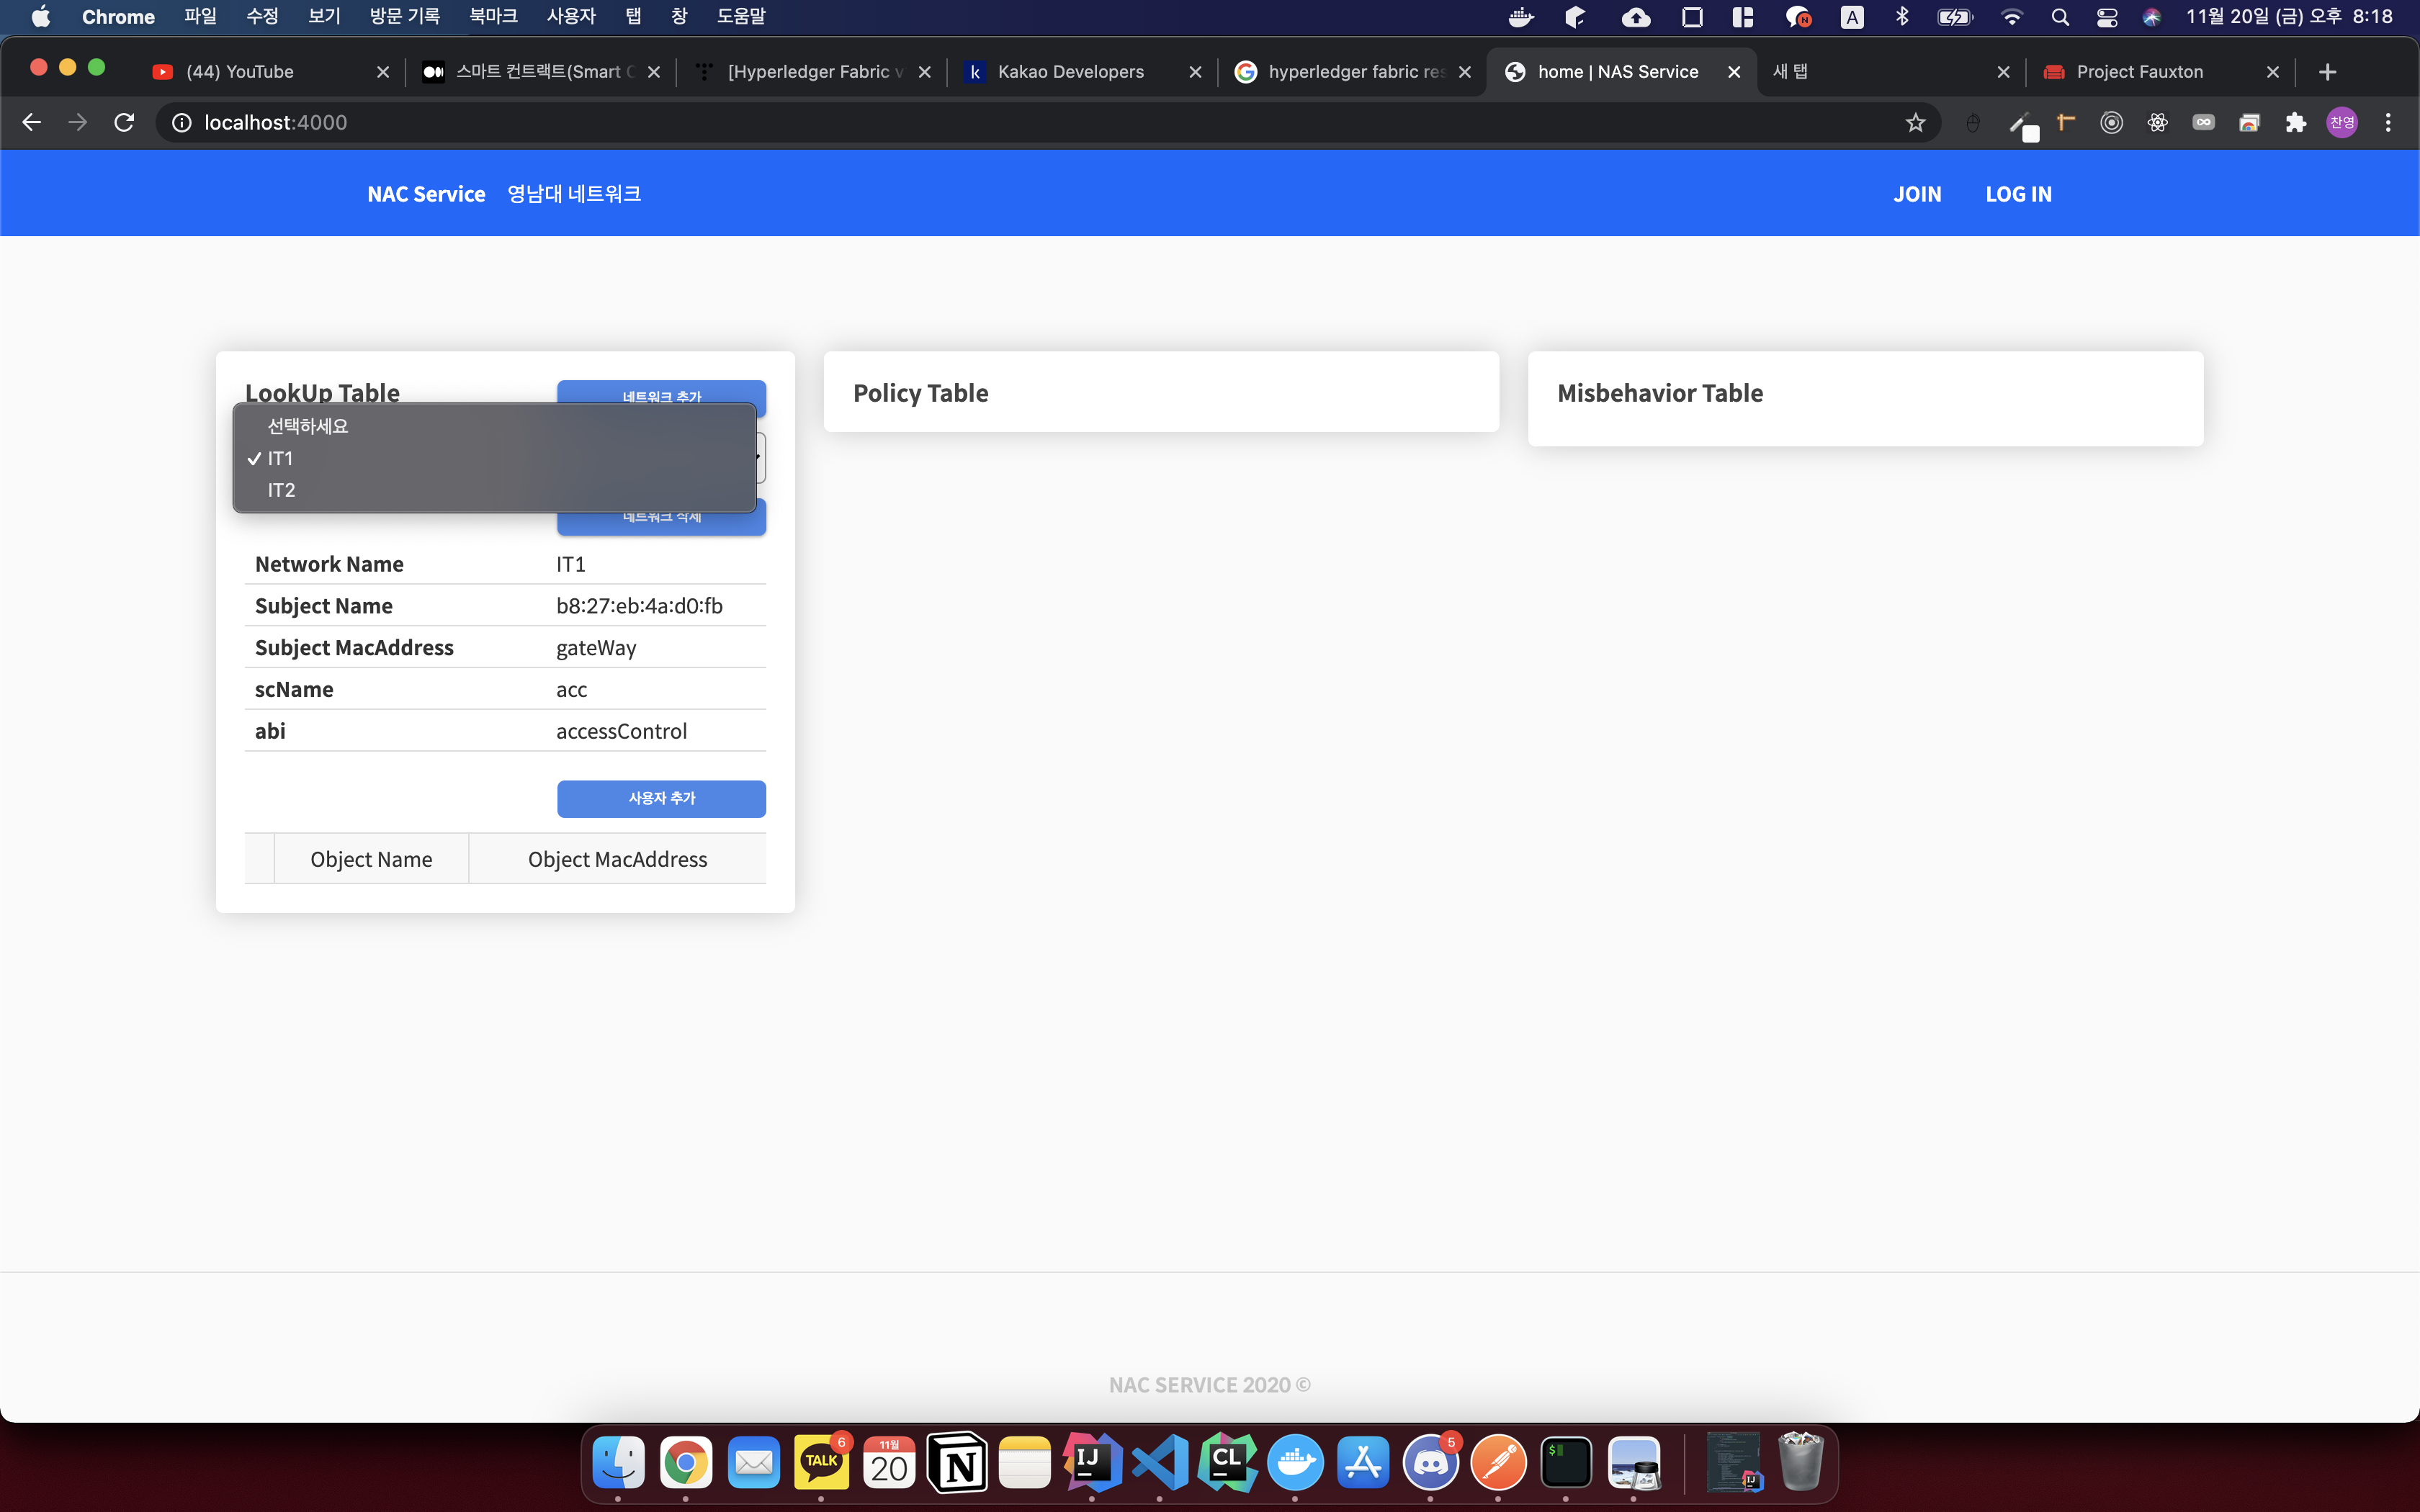 Chrome 파일 수정 보기 방문 기록 북마크 사용자 탭 창 도움말 A 11월 20일 (금) 오후 8:18
(44) YouTube 스마트 컨트랙트(Smart C [Hyperledger Fabric v k Kakao Developers G hyperledger fabric res home | NAS Service 새 탭 Project Fauxton
localhost:4000 찬영
NAC Service 영남대 네트워크 JOIN LOG IN
LookUp Table 네트워크 추가 Policy Table Misbehavior Table
선택하세요
IT1
IT2
네트워크 삭제
Network Name IT1
Subject Name b8:27:eb:4a:d0:fb
Subject MacAddress gateWay
scName acc
abi accessControl
사용자 추가
Object Name Object MacAddress
NAC SERVICE 2020 ©
TALK 6 11월 20 N IJ CL 5 $ IJ